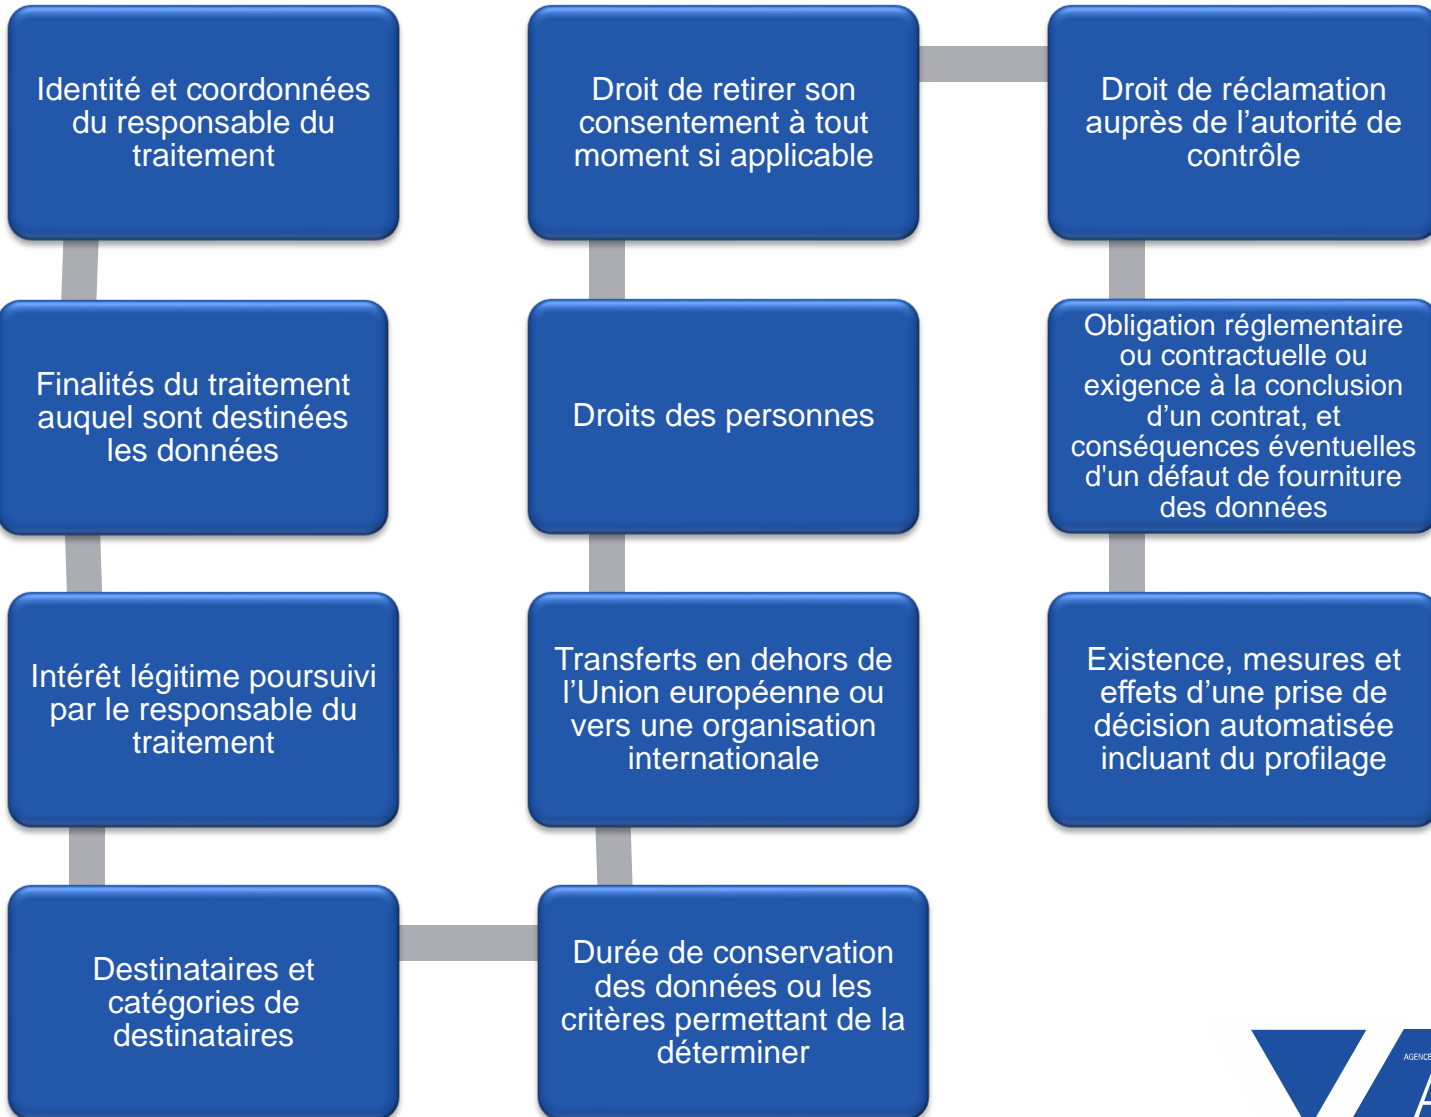 Identité et coordonnées
du responsable du
traitement
Finalités du traitement
auquel sont destinées
les données
Intérêt légitime poursuivi
par le responsable du
traitement
Destinataires et
catégories de
destinataires
Durée de conservation
des données ou les
critères permettant de la
déterminer
Transferts en dehors de
l’Union européenne ou
vers une organisation
internationale
Droits des personnes
Droit de retirer son
consentement à tout
moment si applicable
Droit de réclamation
auprès de l’autorité de
contrôle
Obligation réglementaire
ou contractuelle ou
exigence à la conclusion
d’un contrat, et
conséquences éventuelles
d'un défaut de fourniture
des données
Existence, mesures et
effets d’une prise de
décision automatisée
incluant du profilage
AGENCE